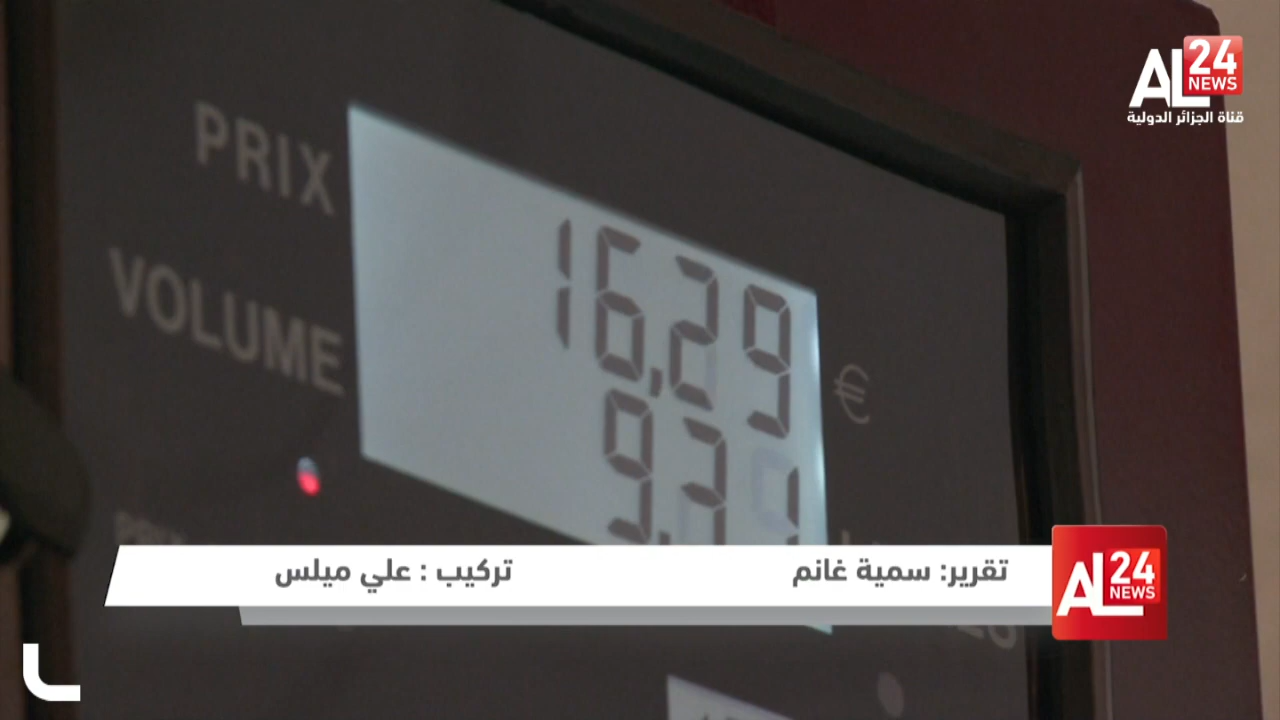 AL 24 NEWS
قناة الجزائر الدولية
PRIX 16,29 €
VOLUME
تقرير: سمية غانم
تركيب : علي ميلس
AL 24 NEWS